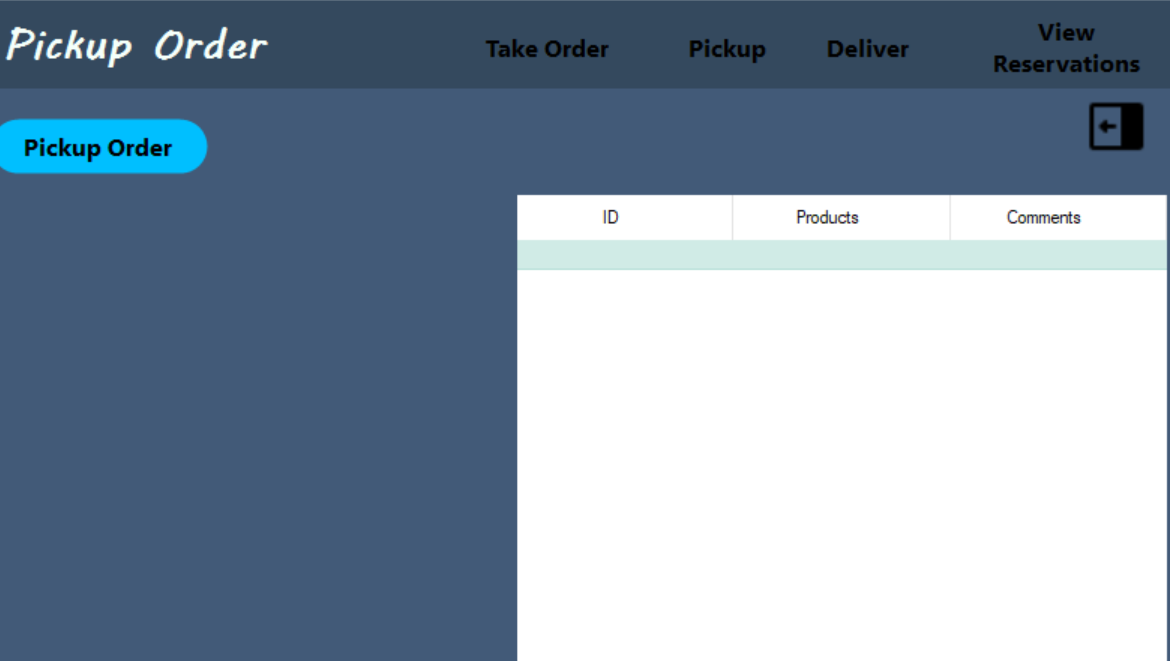 Pickup Order
Take Order
Pickup
Deliver
View
Reservations
Pickup Order
ID
Products
Comments